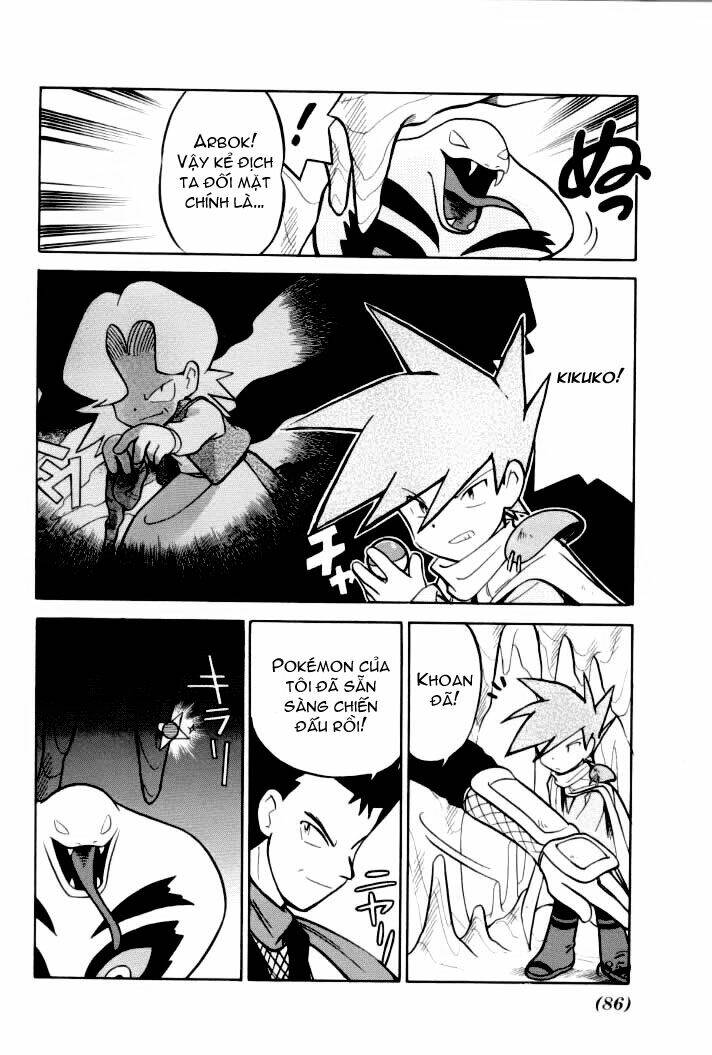 ぬっ
!
ARBOK!
VẬY KẺ ĐỊCH
TA ĐỐI MẶT
CHÍNH LÀ...
KIKUKO!
チャ
KHOAN
ĐÃ!
POKÉMON CỦA
TÔI ĐÃ SẴN
SÀNG CHIẾN
ĐẤU RỒI!
ニヤッ
キラリ
(86)